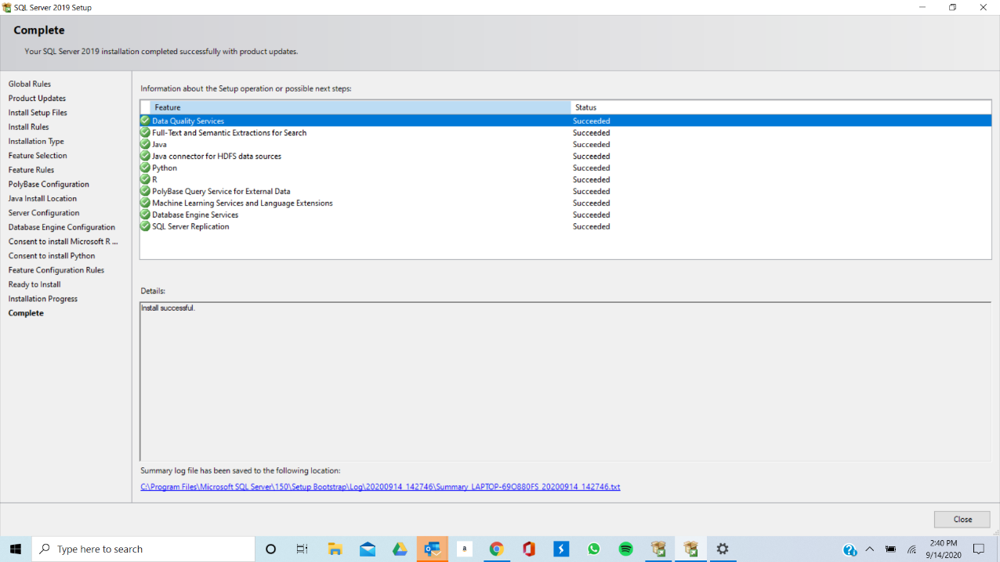 SQL Server 2019 Setup
Complete
Your SQL Server 2019 installation completed successfully with product updates.
Global Rules
Product Updates
Install Setup Files
Install Rules
Installation Type
Feature Selection
Feature Rules
PolyBase Configuration
Java Install Location
Server Configuration
Database Engine Configuration
Consent to install Microsoft R ...
Consent to install Python
Feature Configuration Rules
Ready to Install
Installation Progress
Complete
Information about the Setup operation or possible next steps:
Feature Status
Data Quality Services Succeeded
Full-Text and Semantic Extractions for Search Succeeded
Java Succeeded
Java connector for HDFS data sources Succeeded
Python Succeeded
R Succeeded
PolyBase Query Service for External Data Succeeded
Machine Learning Services and Language Extensions Succeeded
Database Engine Services Succeeded
SQL Server Replication Succeeded
Details:
Install successful.
Summary log file has been saved to the following location:
C:\Program Files\Microsoft SQL Server\150\Setup Bootstrap\Log\20200914_142746\Summary_LAPTOP-69O880FS_20200914_142746.txt
Close
Type here to search
a
2:40 PM
9/14/2020